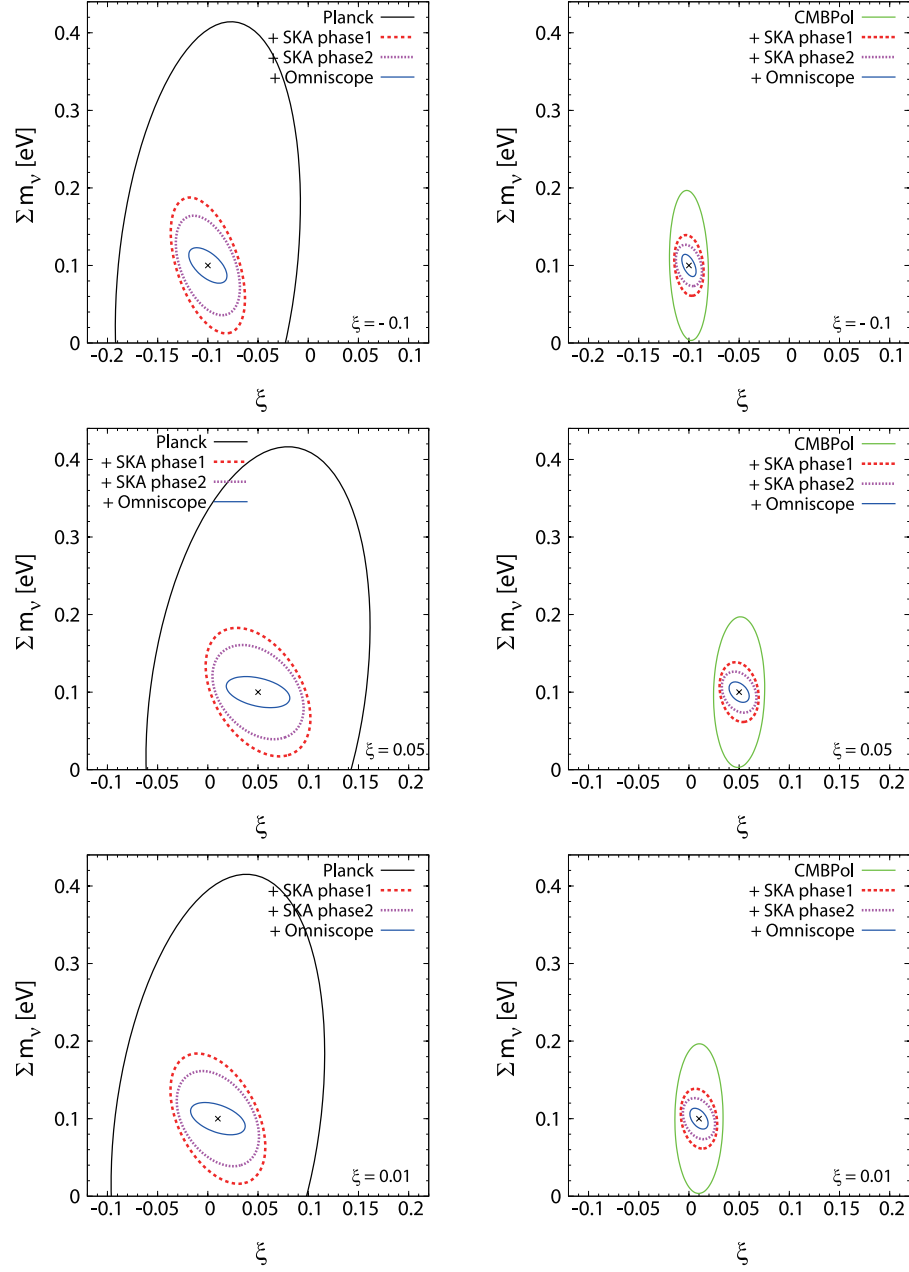 Planck
+ SKA phase1
+ SKA phase2
+ Omniscope
0.4
0.3
0.2
0.1
0
Σ m_ν [eV]
ξ = - 0.1
-0.2 -0.15 -0.1 -0.05 0 0.05 0.1
ξ
CMBPol
+ SKA phase1
+ SKA phase2
+ Omniscope
0.4
0.3
0.2
0.1
0
Σ m_ν [eV]
ξ = - 0.1
-0.2 -0.15 -0.1 -0.05 0 0.05 0.1
ξ
Planck
+ SKA phase1
+ SKA phase2
+ Omniscope
0.4
0.3
0.2
0.1
0
Σ m_ν [eV]
ξ = 0.05
-0.1 -0.05 0 0.05 0.1 0.15 0.2
ξ
CMBPol
+ SKA phase1
+ SKA phase2
+ Omniscope
0.4
0.3
0.2
0.1
0
Σ m_ν [eV]
ξ = 0.05
-0.1 -0.05 0 0.05 0.1 0.15 0.2
ξ
Planck
+ SKA phase1
+ SKA phase2
+ Omniscope
0.4
0.3
0.2
0.1
0
Σ m_ν [eV]
ξ = 0.01
-0.1 -0.05 0 0.05 0.1 0.15 0.2
ξ
CMBPol
+ SKA phase1
+ SKA phase2
+ Omniscope
0.4
0.3
0.2
0.1
0
Σ m_ν [eV]
ξ = 0.01
-0.1 -0.05 0 0.05 0.1 0.15 0.2
ξ